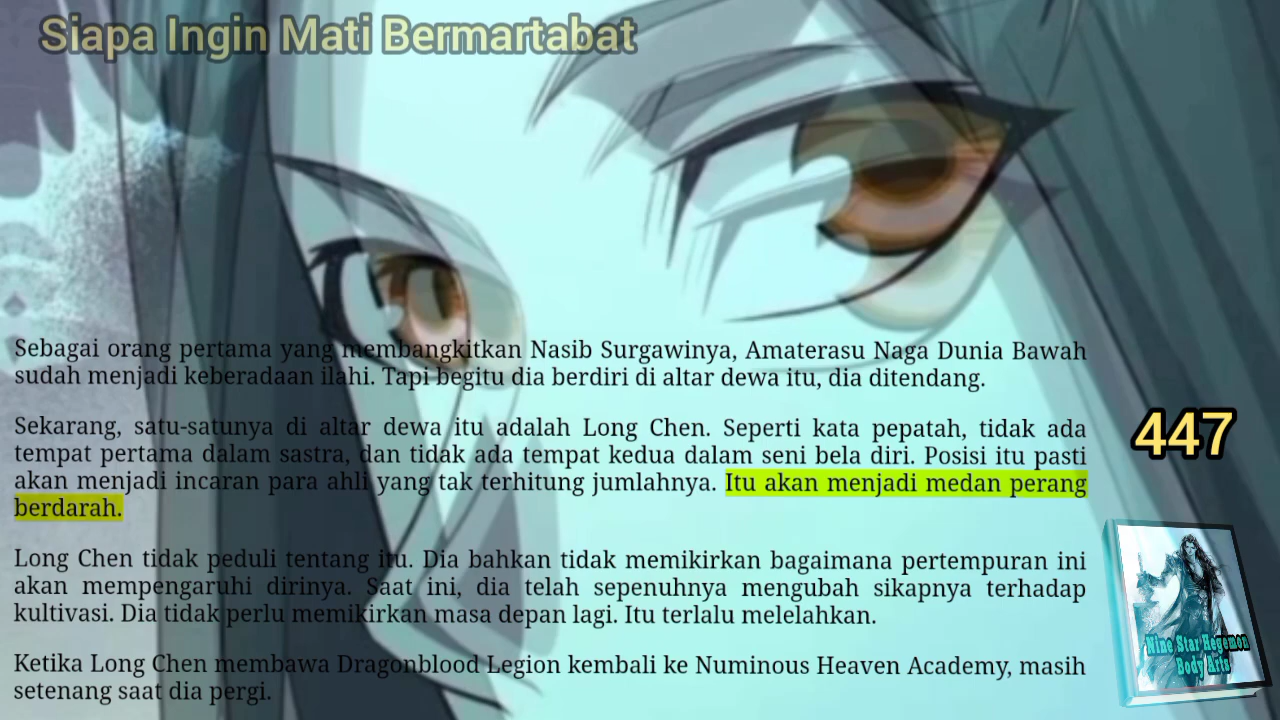 Siapa Ingin Mati Bermartabat
Sebagai orang pertama yang membangkitkan Nasib Surgawinya, Amaterasu Naga Dunia Bawah
sudah menjadi keberadaan ilahi. Tapi begitu dia berdiri di altar dewa itu, dia ditendang.
Sekarang, satu-satunya di altar dewa itu adalah Long Chen. Seperti kata pepatah, tidak ada
tempat pertama dalam sastra, dan tidak ada tempat kedua dalam seni bela diri. Posisi itu pasti
akan menjadi incaran para ahli yang tak terhitung jumlahnya. Itu akan menjadi medan perang
berdarah.
Long Chen tidak peduli tentang itu. Dia bahkan tidak memikirkan bagaimana pertempuran ini
akan mempengaruhi dirinya. Saat ini, dia telah sepenuhnya mengubah sikapnya terhadap
kultivasi. Dia tidak perlu memikirkan masa depan lagi. Itu terlalu melelahkan.
Ketika Long Chen membawa Dragonblood Legion kembali ke Numinous Heaven Academy, masih
setenang saat dia pergi.
447
Nine Star Hegemon
Body Arts